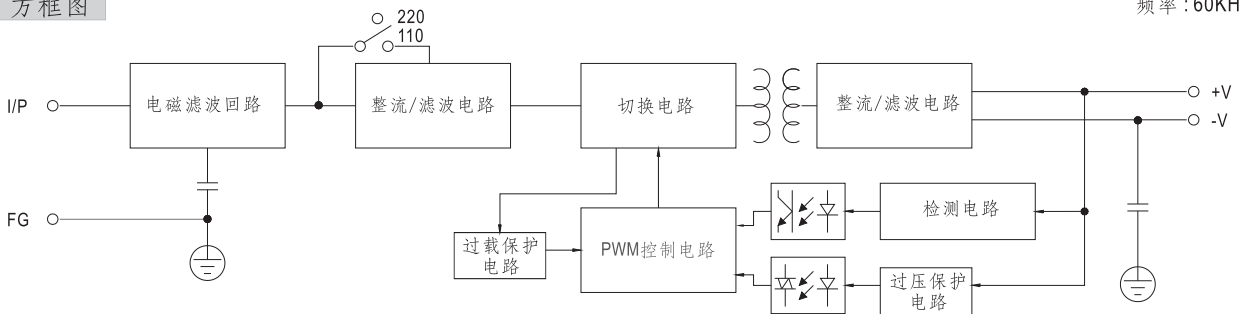 方框图
频率:60KH
220
110
I/P
电磁滤波回路
整流/滤波电路
切换电路
整流/滤波电路
+V
-V
FG
过载保护
电路
PWM控制电路
检测电路
过压保护
电路